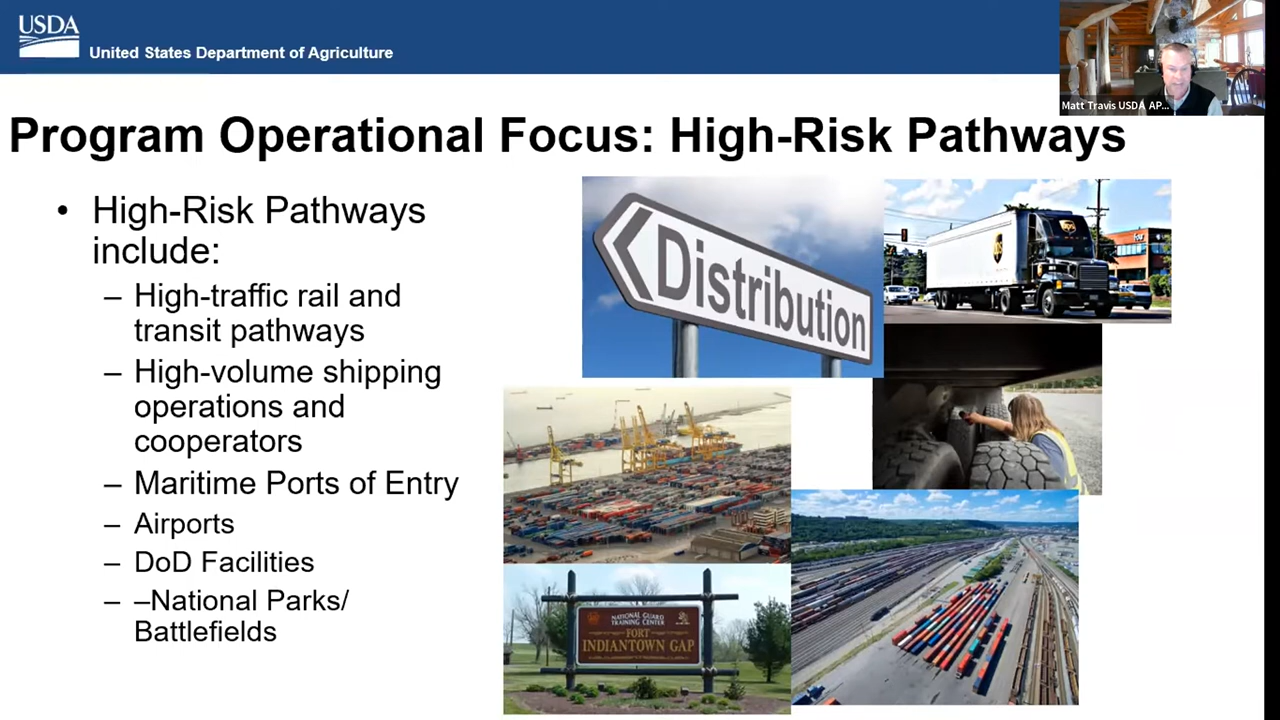 USDA
United States Department of Agriculture
Matt Travis USDA AP...
Program Operational Focus: High-Risk Pathways
• High-Risk Pathways
include:
– High-traffic rail and
transit pathways
– High-volume shipping
operations and
cooperators
– Maritime Ports of Entry
– Airports
– DoD Facilities
– –National Parks/
Battlefields
Distribution
ups
NATIONAL GUARD
TRAINING CENTER
FORT
INDIANTOWN GAP